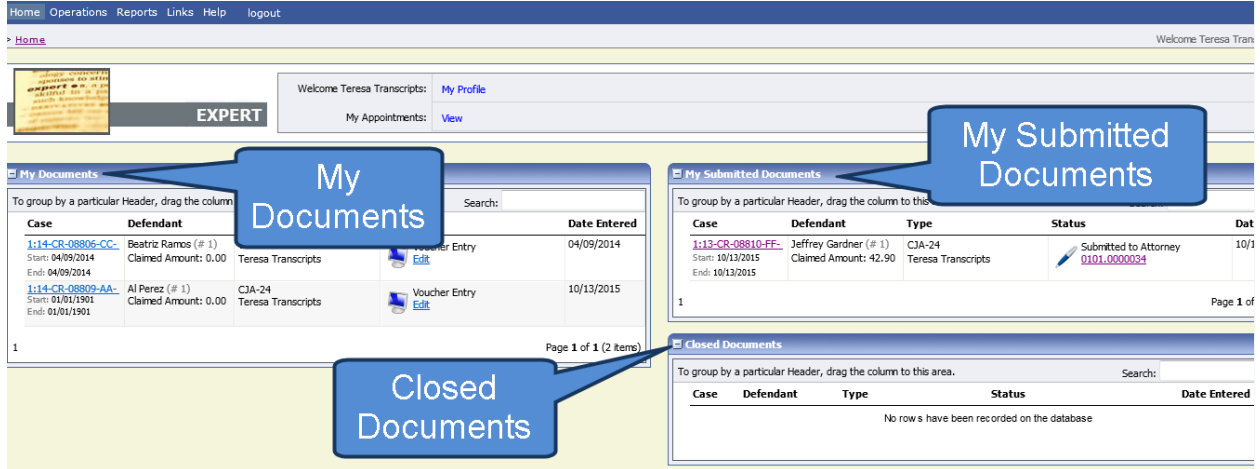 Home Operations Reports Links Help logout
> Home
Welcome Teresa Trans
expert
EXPERT
Welcome Teresa Transcripts: My Profile
My Appointments: View
My Documents
My Submitted Documents
My Documents
To group by a particular Header, drag the column
Search:
Case Defendant Date Entered
1:14-CR-08806-CC- Beatriz Ramos (# 1) Voucher Entry 04/09/2014
Start: 04/09/2014 Claimed Amount: 0.00 Teresa Transcripts Edit
End: 04/09/2014
1:14-CR-08809-AA- Al Perez (# 1) CJA-24 Voucher Entry 10/13/2015
Start: 01/01/1901 Claimed Amount: 0.00 Teresa Transcripts Edit
End: 01/01/1901
1 Page 1 of 1 (2 items)
My Submitted Documents
To group by a particular Header, drag the column to this
Case Defendant Type Status Dat
1:13-CR-08810-FF- Jeffrey Gardner (# 1) CJA-24 Submitted to Attorney 10/1
Start: 10/13/2015 Claimed Amount: 42.90 Teresa Transcripts 0101.0000034
End: 10/13/2015
1 Page 1 of
Closed Documents
Closed Documents
To group by a particular Header, drag the column to this area. Search:
Case Defendant Type Status Date Entered
No rows have been recorded on the database